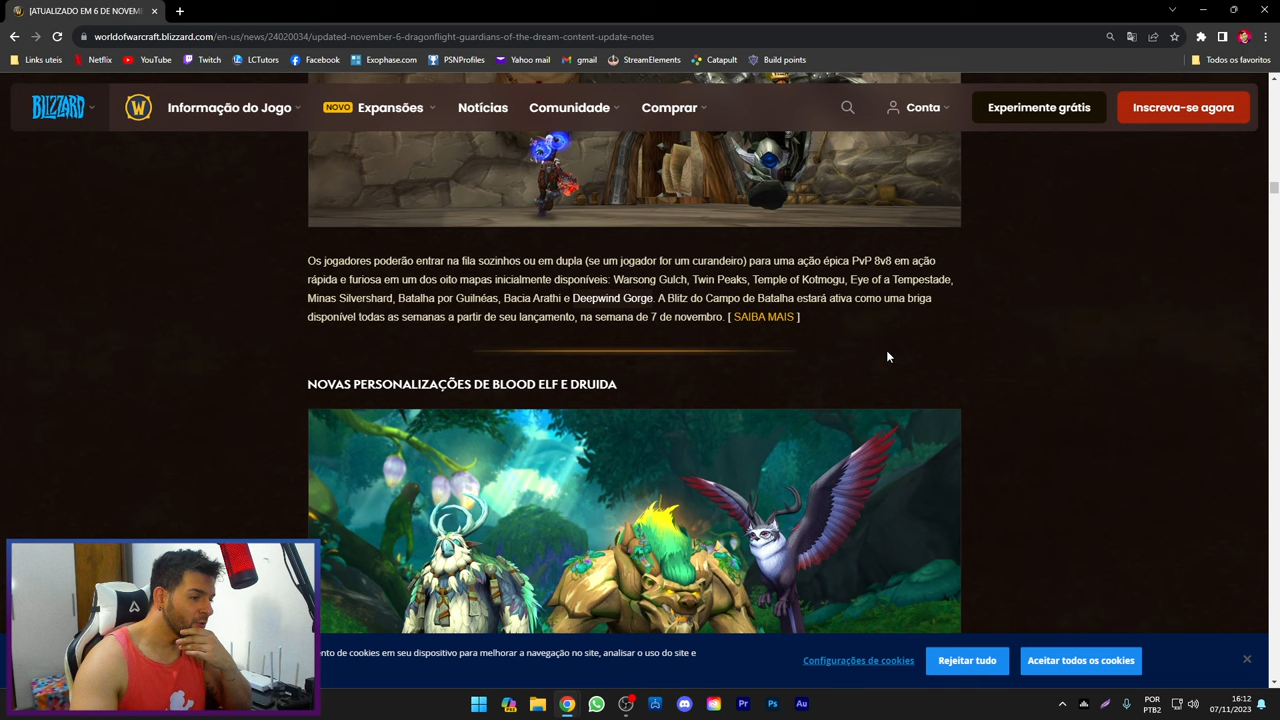 [ATUALIZADO EM 6 DE NOVEM
worldofwarcraft.blizzard.com/en-us/news/24020034/updated-november-6-dragonflight-guardians-of-the-dream-content-update-notes
Links uteis
Netflix
YouTube
Twitch
LCTutors
Facebook
Exophase.com
PSNProfiles
Yahoo mail
gmail
StreamElements
Catapult
Build points
Todos os favoritos
BLIZZARD
W
Informação do Jogo
NOVO Expansões
Notícias
Comunidade
Comprar
Conta
Experimente grátis
Inscreva-se agora
Os jogadores poderão entrar na fila sozinhos ou em dupla (se um jogador for um curandeiro) para uma ação épica PvP 8v8 em ação
rápida e furiosa em um dos oito mapas inicialmente disponíveis: Warsong Gulch, Twin Peaks, Temple of Kotmogu, Eye of a Tempestade,
Minas Silvershard, Batalha por Guilnéas, Bacia Arathi e Deepwind Gorge. A Blitz do Campo de Batalha estará ativa como uma briga
disponível todas as semanas a partir de seu lançamento, na semana de 7 de novembro. [ SAIBA MAIS ]
NOVAS PERSONALIZAÇÕES DE BLOOD ELF E DRUIDA
ento de cookies em seu dispositivo para melhorar a navegação no site, analisar o uso do site e
Configurações de cookies
Rejeitar tudo
Aceitar todos os cookies
Pr
Ps
Au
POR
PTB2
16:12
07/11/2023